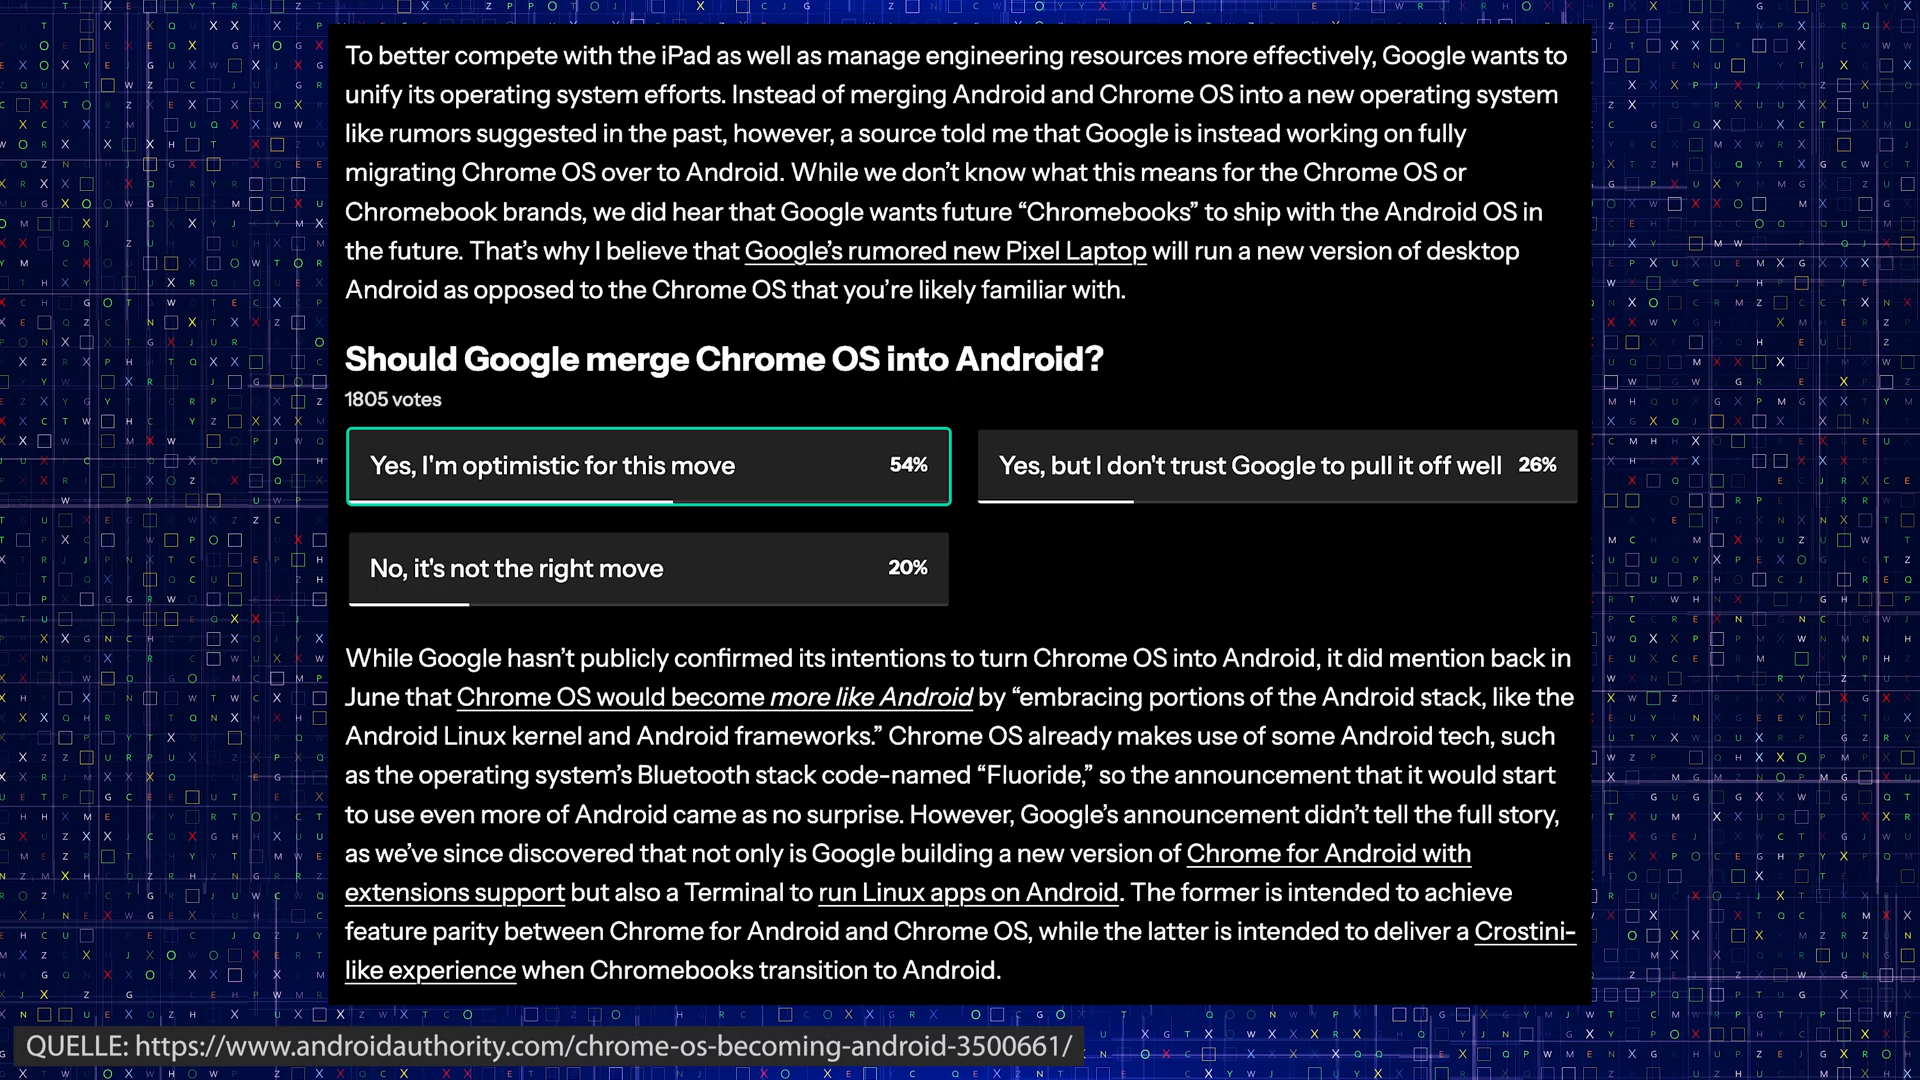 To better compete with the iPad as well as manage engineering resources more effectively, Google wants to
unify its operating system efforts. Instead of merging Android and Chrome OS into a new operating system
like rumors suggested in the past, however, a source told me that Google is instead working on fully
migrating Chrome OS over to Android. While we don’t know what this means for the Chrome OS or
Chromebook brands, we did hear that Google wants future “Chromebooks” to ship with the Android OS in
the future. That’s why I believe that Google’s rumored new Pixel Laptop will run a new version of desktop
Android as opposed to the Chrome OS that you’re likely familiar with.
Should Google merge Chrome OS into Android?
1805 votes
Yes, I'm optimistic for this move 54%
Yes, but I don't trust Google to pull it off well 26%
No, it's not the right move 20%
While Google hasn’t publicly confirmed its intentions to turn Chrome OS into Android, it did mention back in
June that Chrome OS would become more like Android by “embracing portions of the Android stack, like the
Android Linux kernel and Android frameworks.” Chrome OS already makes use of some Android tech, such
as the operating system’s Bluetooth stack code-named “Fluoride,” so the announcement that it would start
to use even more of Android came as no surprise. However, Google’s announcement didn’t tell the full story,
as we’ve since discovered that not only is Google building a new version of Chrome for Android with
extensions support but also a Terminal to run Linux apps on Android. The former is intended to achieve
feature parity between Chrome for Android and Chrome OS, while the latter is intended to deliver a Crostini-
like experience when Chromebooks transition to Android.
QUELLE: https://www.androidauthority.com/chrome-os-becoming-android-3500661/